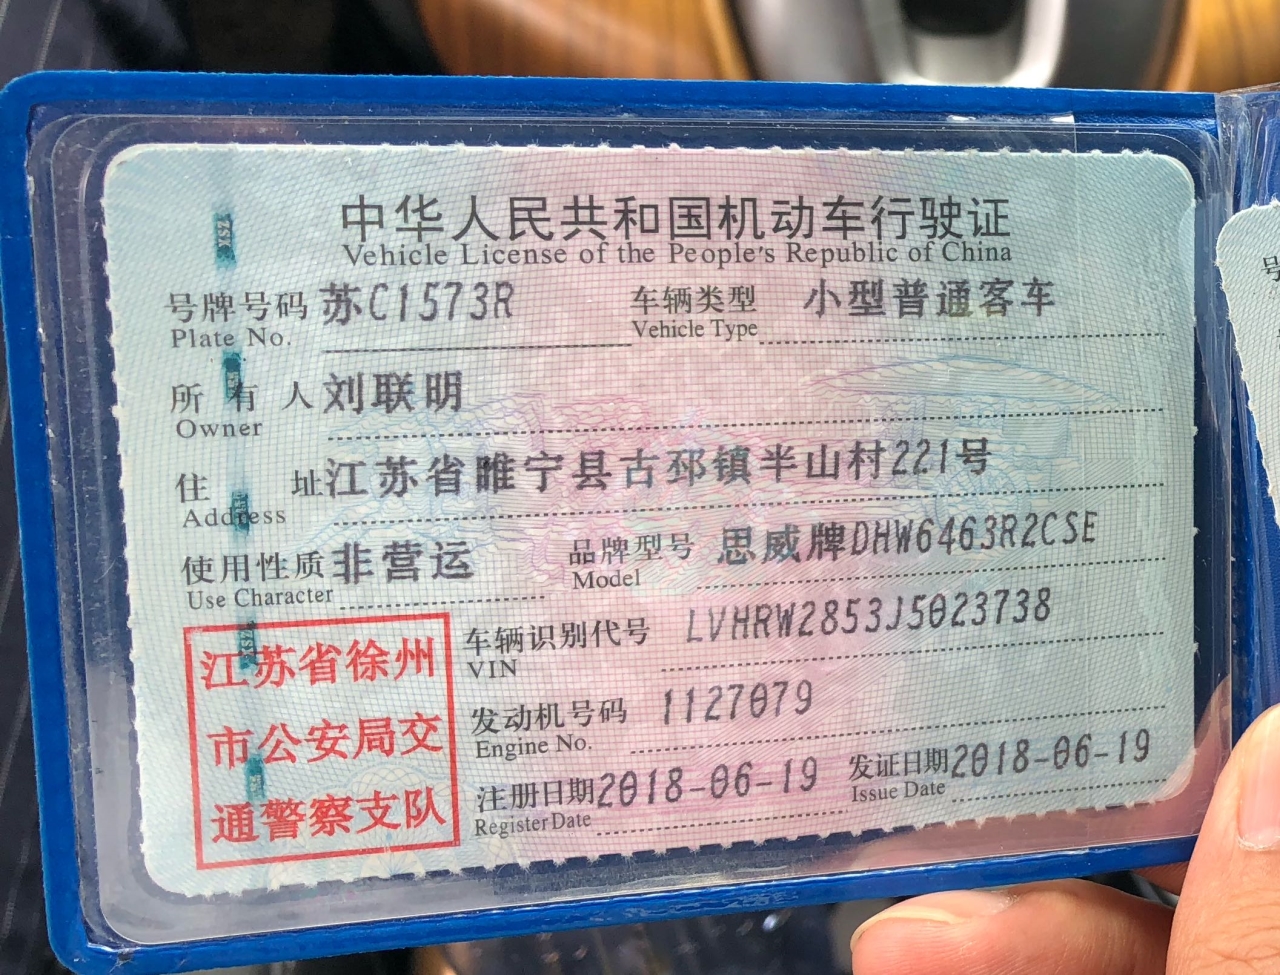 中华人民共和国机动车行驶证
Vehicle License of the People's Republic of China
号牌号码 苏C1573R 车辆类型 小型普通客车
Plate No. Vehicle Type
所有人 刘联明
Owner
住址 江苏省睢宁县古邳镇半山村221号
Address
使用性质 非营运 品牌型号 思威牌DHW6463R2CSE
Use Character Model
车辆识别代号 LVHRW2853J5023738
VIN
发动机号码 1127079
Engine No.
注册日期 2018-06-19 发证日期 2018-06-19
Register Date Issue Date
江苏省徐州
市公安局交
通警察支队
号